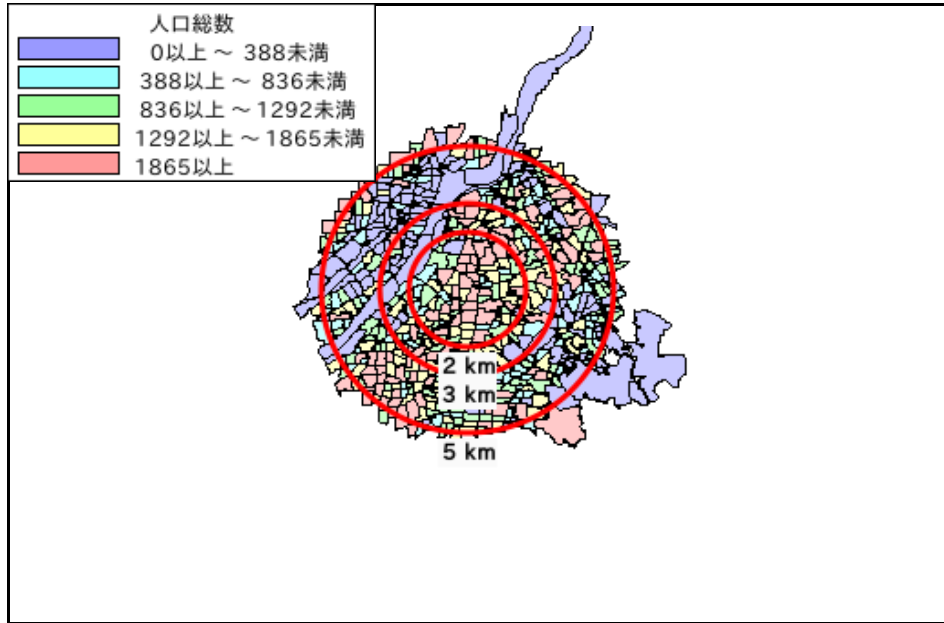 人口総数
0以上 ～ 388未満
388以上 ～ 836未満
836以上 ～ 1292未満
1292以上 ～ 1865未満
1865以上
2 km
3 km
5 km